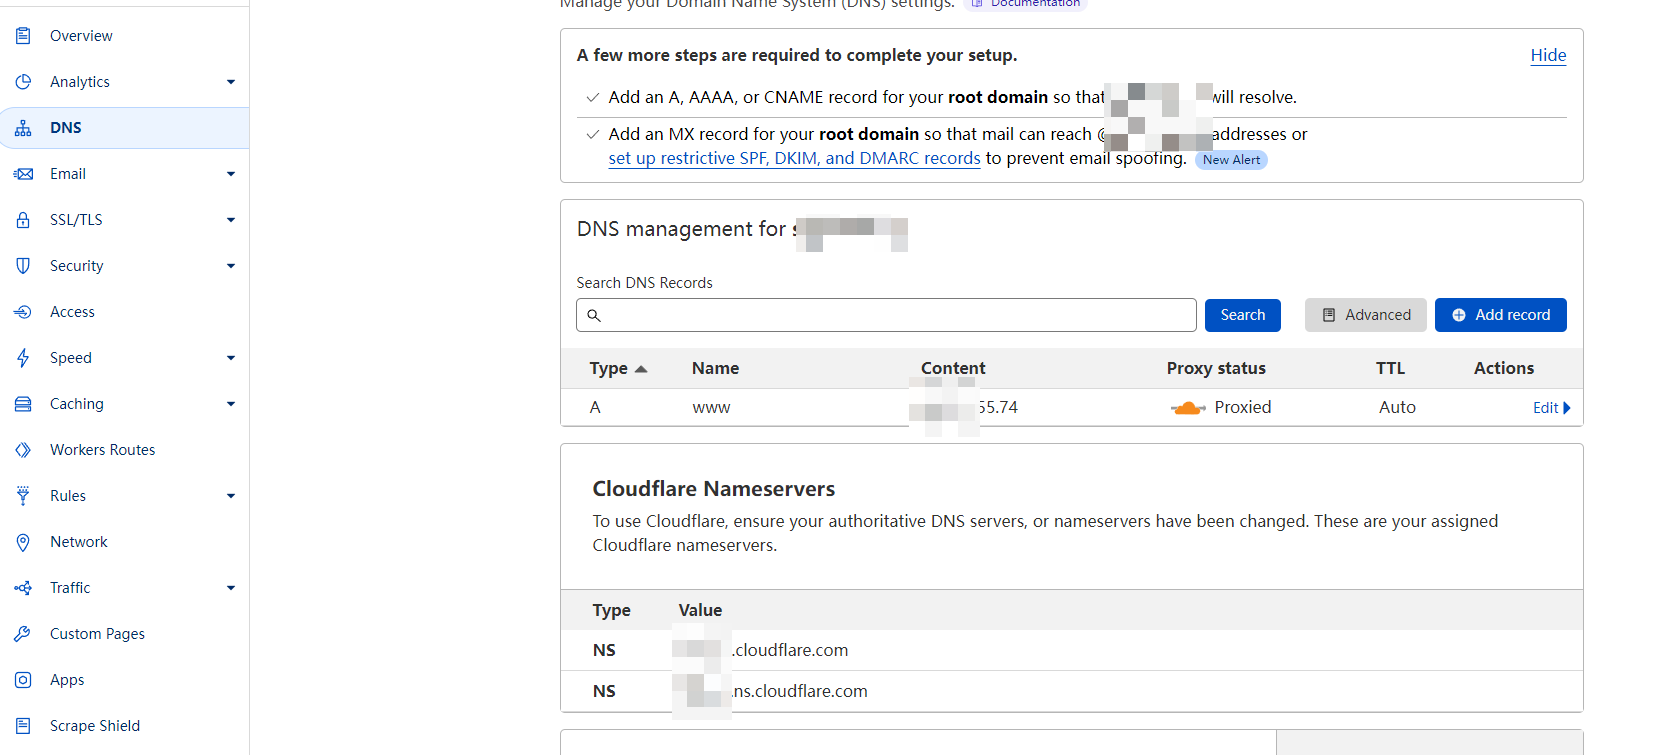 Manage your Domain Name System (DNS) settings. Documentation
Overview
Analytics
DNS
Email
SSL/TLS
Security
Access
Speed
Caching
Workers Routes
Rules
Network
Traffic
Custom Pages
Apps
Scrape Shield
A few more steps are required to complete your setup.
Hide
Add an A, AAAA, or CNAME record for your root domain so that will resolve.
Add an MX record for your root domain so that mail can reach @ addresses or
set up restrictive SPF, DKIM, and DMARC records to prevent email spoofing. New Alert
DNS management for
Search DNS Records
Search
Advanced
Add record
Type Name Content Proxy status TTL Actions
A www 55.74 Proxied Auto Edit
Cloudflare Nameservers
To use Cloudflare, ensure your authoritative DNS servers, or nameservers have been changed. These are your assigned
Cloudflare nameservers.
Type Value
NS .cloudflare.com
NS .ns.cloudflare.com